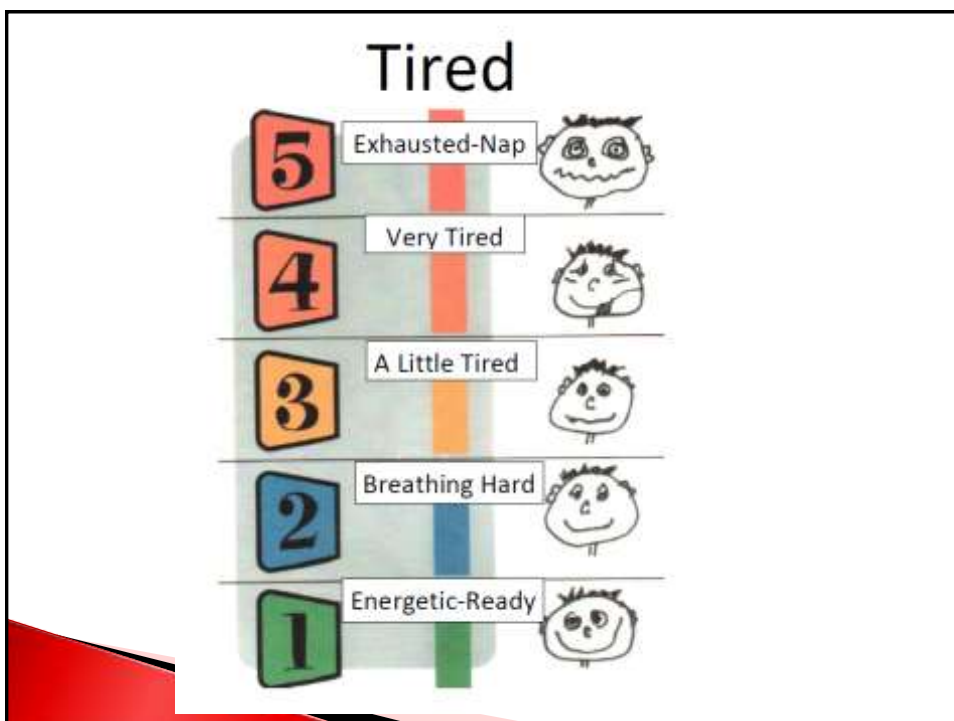 Tired
5 Exhausted-Nap
4 Very Tired
3 A Little Tired
2 Breathing Hard
1 Energetic-Ready